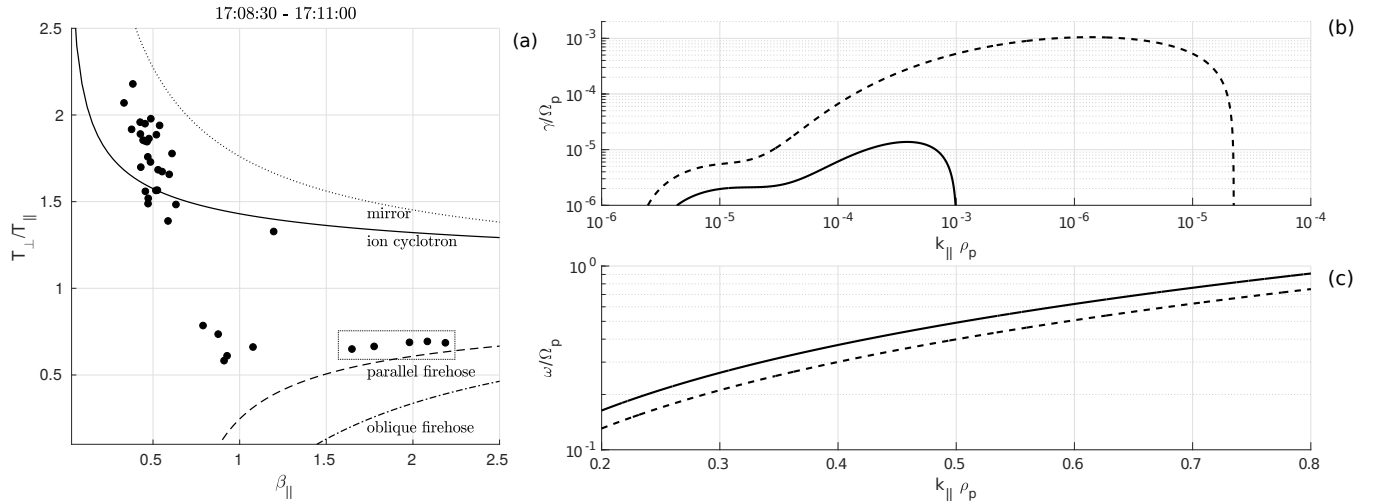 17:08:30 - 17:11:00
(a)
2.5
2
1.5
1
0.5
T⊥/T∥
mirror
ion cyclotron
parallel firehose
oblique firehose
0.5 1 1.5 2 2.5
β∥
(b)
10⁻³
10⁻⁴
10⁻⁵
10⁻⁶
γ/Ωp
10⁻⁶ 10⁻⁵ 10⁻⁴ 10⁻³ 10⁻⁶ 10⁻⁵ 10⁻⁴
k∥ ρp
(c)
10⁰
10⁻¹
ω/Ωp
0.2 0.3 0.4 0.5 0.6 0.7 0.8
k∥ ρp